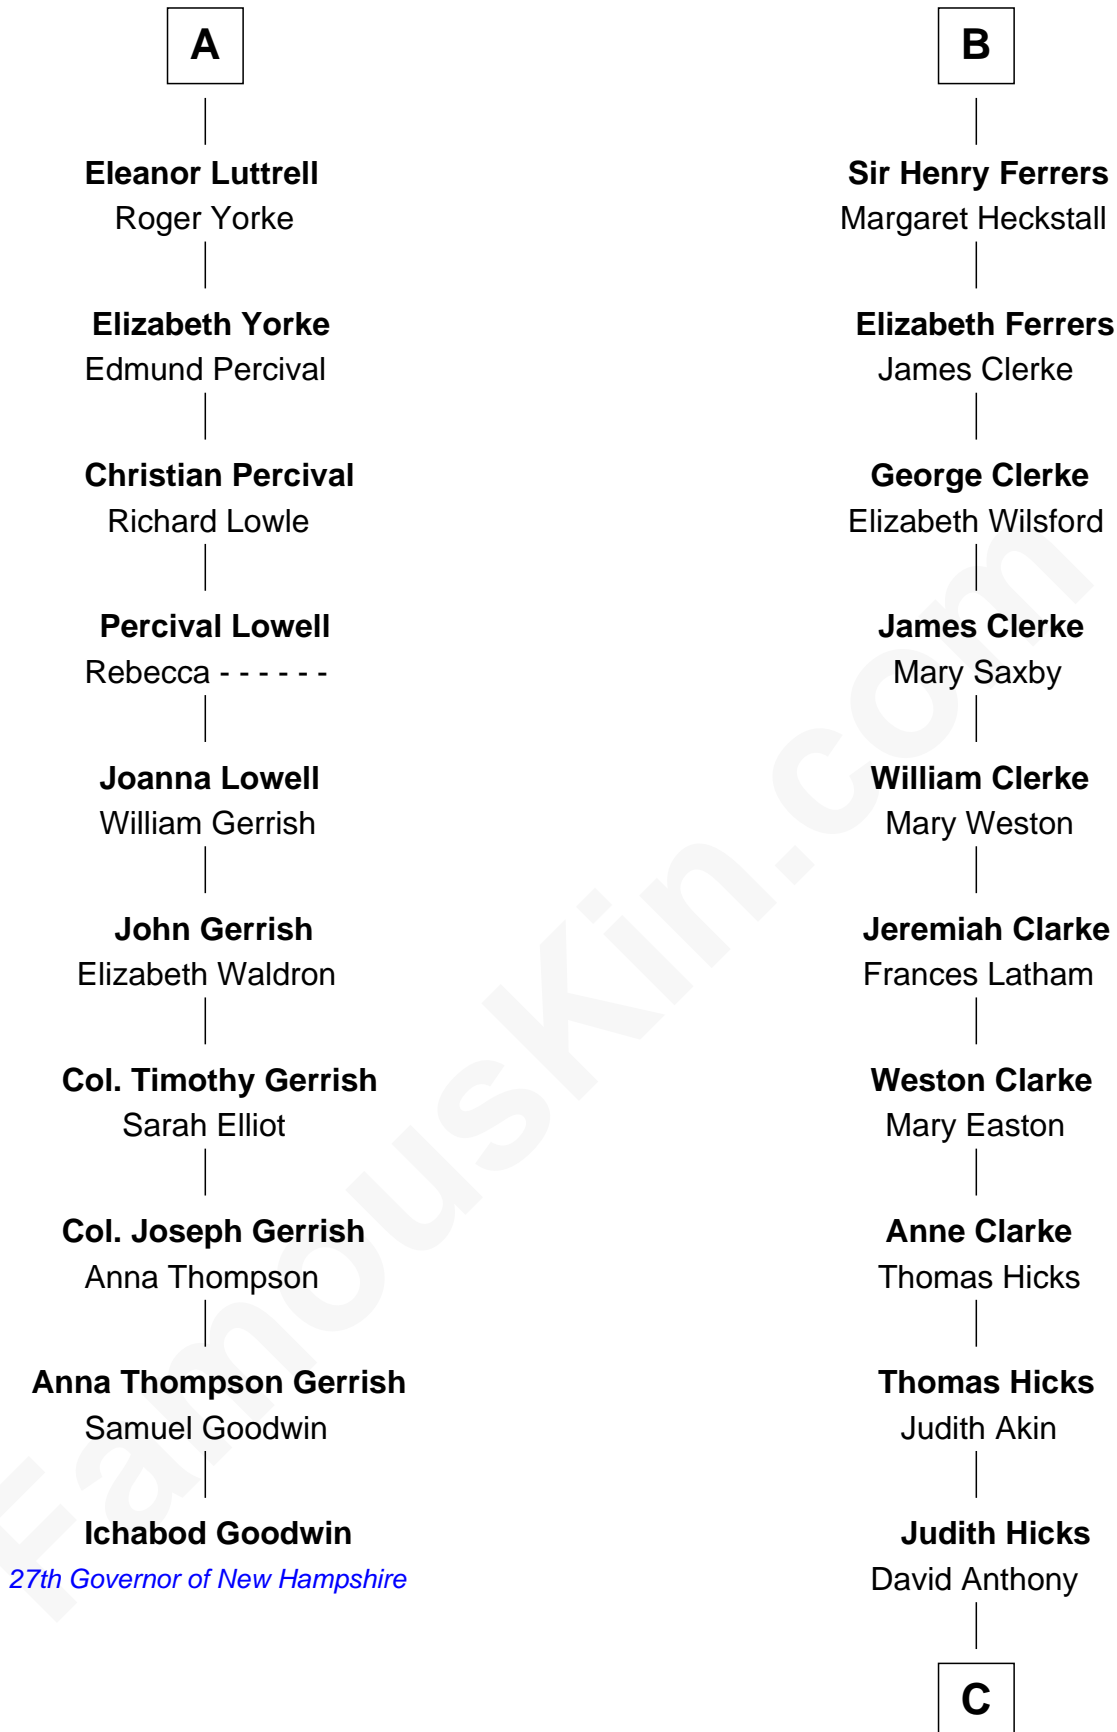 A
Eleanor Luttrell
Roger Yorke
Elizabeth Yorke
Edmund Percival
Christian Percival
Richard Lowle
Percival Lowell
Rebecca - - - - - -
Joanna Lowell
William Gerrish
John Gerrish
Elizabeth Waldron
Col. Timothy Gerrish
Sarah Elliot
Col. Joseph Gerrish
Anna Thompson
Anna Thompson Gerrish
Samuel Goodwin
Ichabod Goodwin
27th Governor of New Hampshire
B
Sir Henry Ferrers
Margaret Heckstall
Elizabeth Ferrers
James Clerke
George Clerke
Elizabeth Wilsford
James Clerke
Mary Saxby
William Clerke
Mary Weston
Jeremiah Clarke
Frances Latham
Weston Clarke
Mary Easton
Anne Clarke
Thomas Hicks
Thomas Hicks
Judith Akin
Judith Hicks
David Anthony
C
FamousKin.com